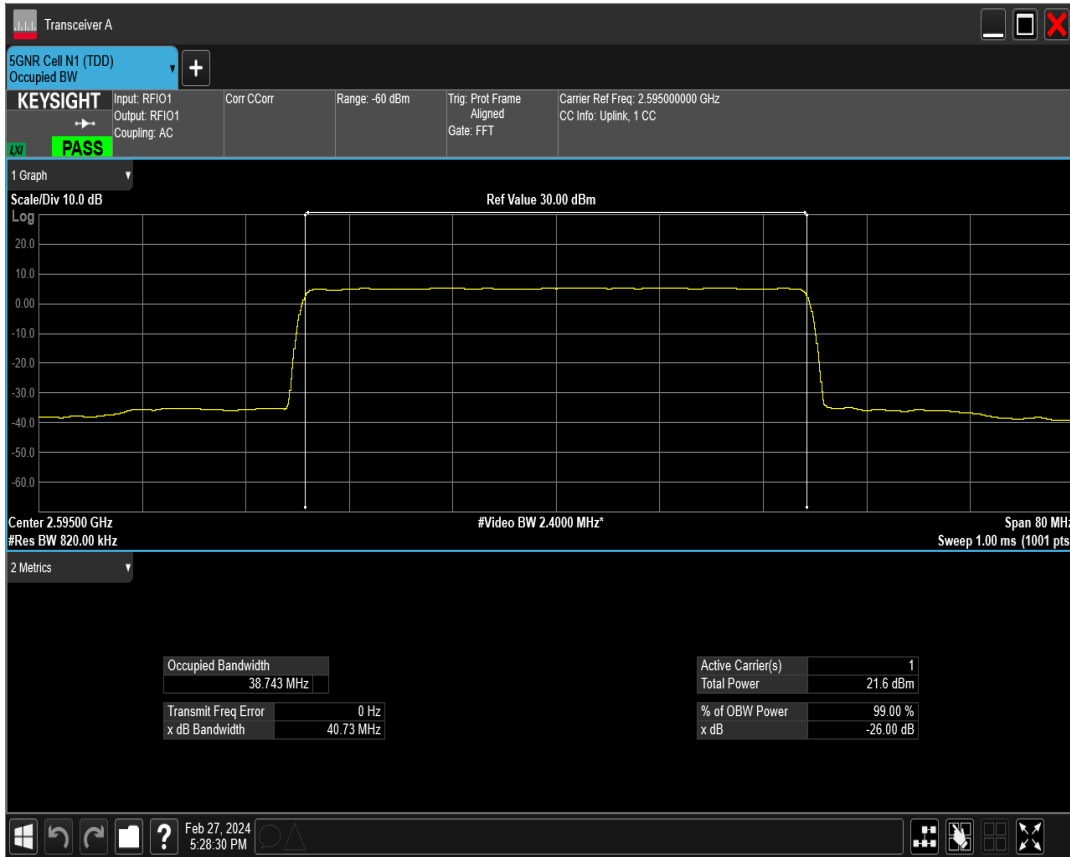 Transceiver A
5GNR Cell N1 (TDD)
Occupied BW
+
KEYSIGHT
LXI
PASS
Input: RFIO1
Output: RFIO1
Coupling: AC
Corr CCorr
Range: -60 dBm
Trig: Prot Frame
Aligned
Gate: FFT
Carrier Ref Freq: 2.595000000 GHz
CC Info: Uplink, 1 CC
1 Graph
Scale/Div 10.0 dB
Ref Value 30.00 dBm
Log
20.0
10.0
0.00
-10.0
-20.0
-30.0
-40.0
-50.0
-60.0
Center 2.59500 GHz
#Video BW 2.4000 MHz*
Span 80 MHz
#Res BW 820.00 kHz
Sweep 1.00 ms (1001 pts
2 Metrics
Occupied Bandwidth
38.743 MHz
Transmit Freq Error 0 Hz
x dB Bandwidth 40.73 MHz
Active Carrier(s) 1
Total Power 21.6 dBm
% of OBW Power 99.00 %
x dB -26.00 dB
?
Feb 27, 2024
5:28:30 PM